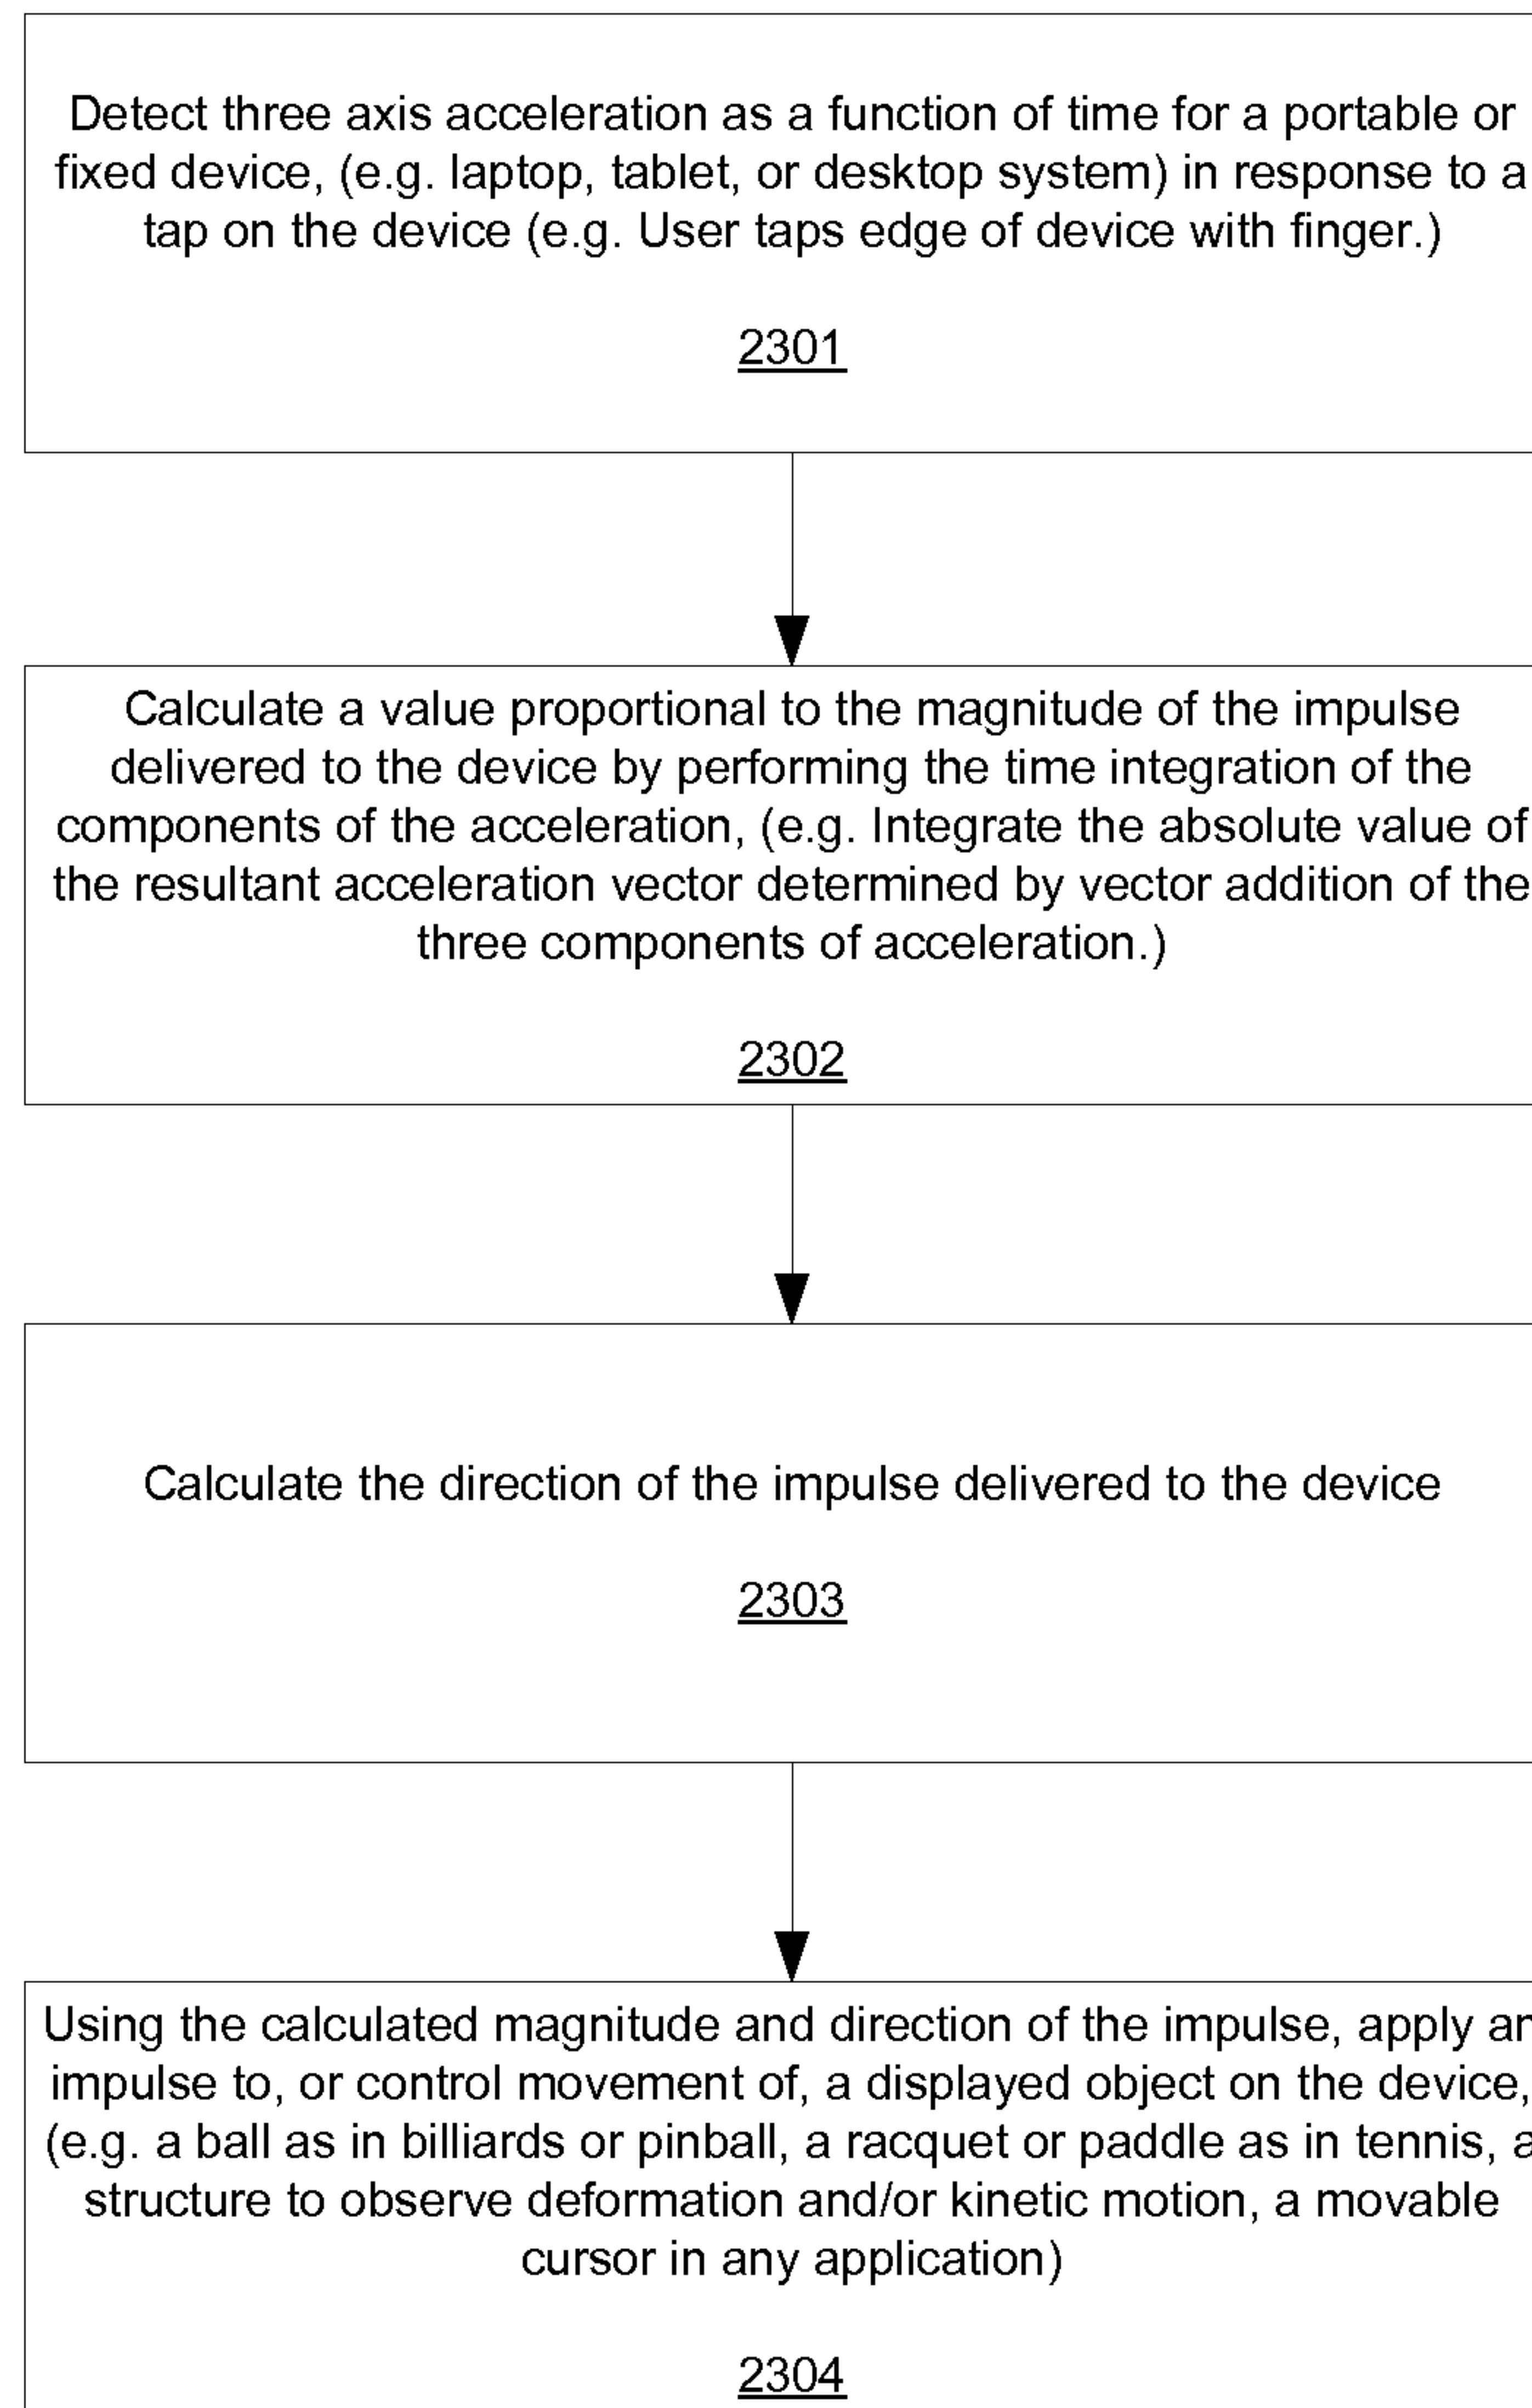 Detect three axis acceleration as a function of time for a portable or
fixed device, (e.g. laptop, tablet, or desktop system) in response to a
tap on the device (e.g. User taps edge of device with finger.)
2301
Calculate a value proportional to the magnitude of the impulse
delivered to the device by performing the time integration of the
components of the acceleration, (e.g. Integrate the absolute value of
the resultant acceleration vector determined by vector addition of the
three components of acceleration.)
2302
Calculate the direction of the impulse delivered to the device
2303
Using the calculated magnitude and direction of the impulse, apply an
impulse to, or control movement of, a displayed object on the device,
(e.g. a ball as in billiards or pinball, a racquet or paddle as in tennis, a
structure to observe deformation and/or kinetic motion, a movable
cursor in any application)
2304